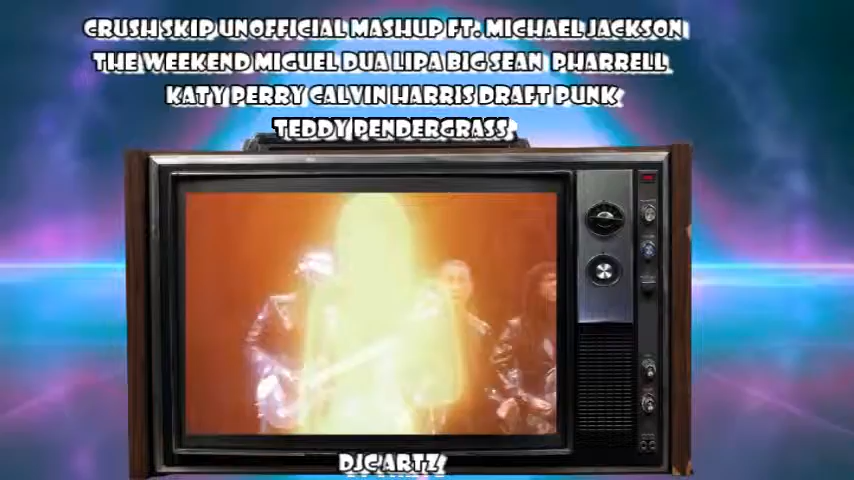 CRUSH SKIP UNOFFICIAL MASHUP FT. MICHAEL JACKSON
THE WEEKEND MIGUEL DUA LIPA BIG SEAN PHARRELL
KATY PERRY CALVIN HARRIS DRAFT PUNK
TEDDY PENDERGRASS
DJC ARTZ